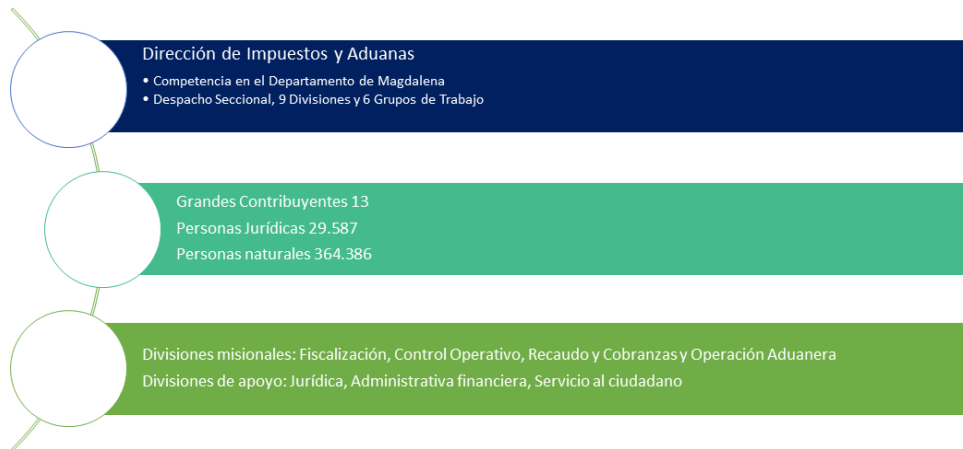 Dirección de Impuestos y Aduanas
• Competencia en el Departamento de Magdalena
• Despacho Seccional, 9 Divisiones y 6 Grupos de Trabajo
Grandes Contribuyentes 13
Personas Jurídicas 29.587
Personas naturales 364.386
Divisiones misionales: Fiscalización, Control Operativo, Recaudo y Cobranzas y Operación Aduanera
Divisiones de apoyo: Jurídica, Administrativa financiera, Servicio al ciudadano